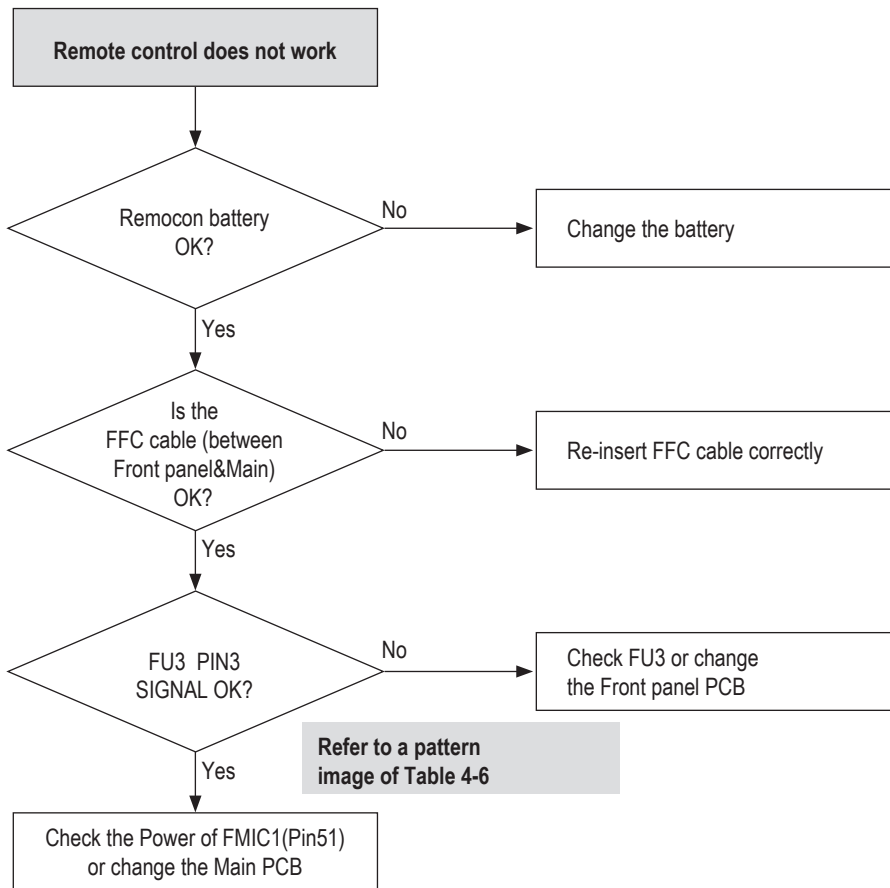 Remote control does not work
Remocon battery
OK?
No
Change the battery
Yes
Is the
FFC cable (between
Front panel&Main)
OK?
No
Re-insert FFC cable correctly
Yes
FU3 PIN3
SIGNAL OK?
No
Check FU3 or change
the Front panel PCB
Refer to a pattern
image of Table 4-6
Yes
Check the Power of FMIC1(Pin51)
or change the Main PCB